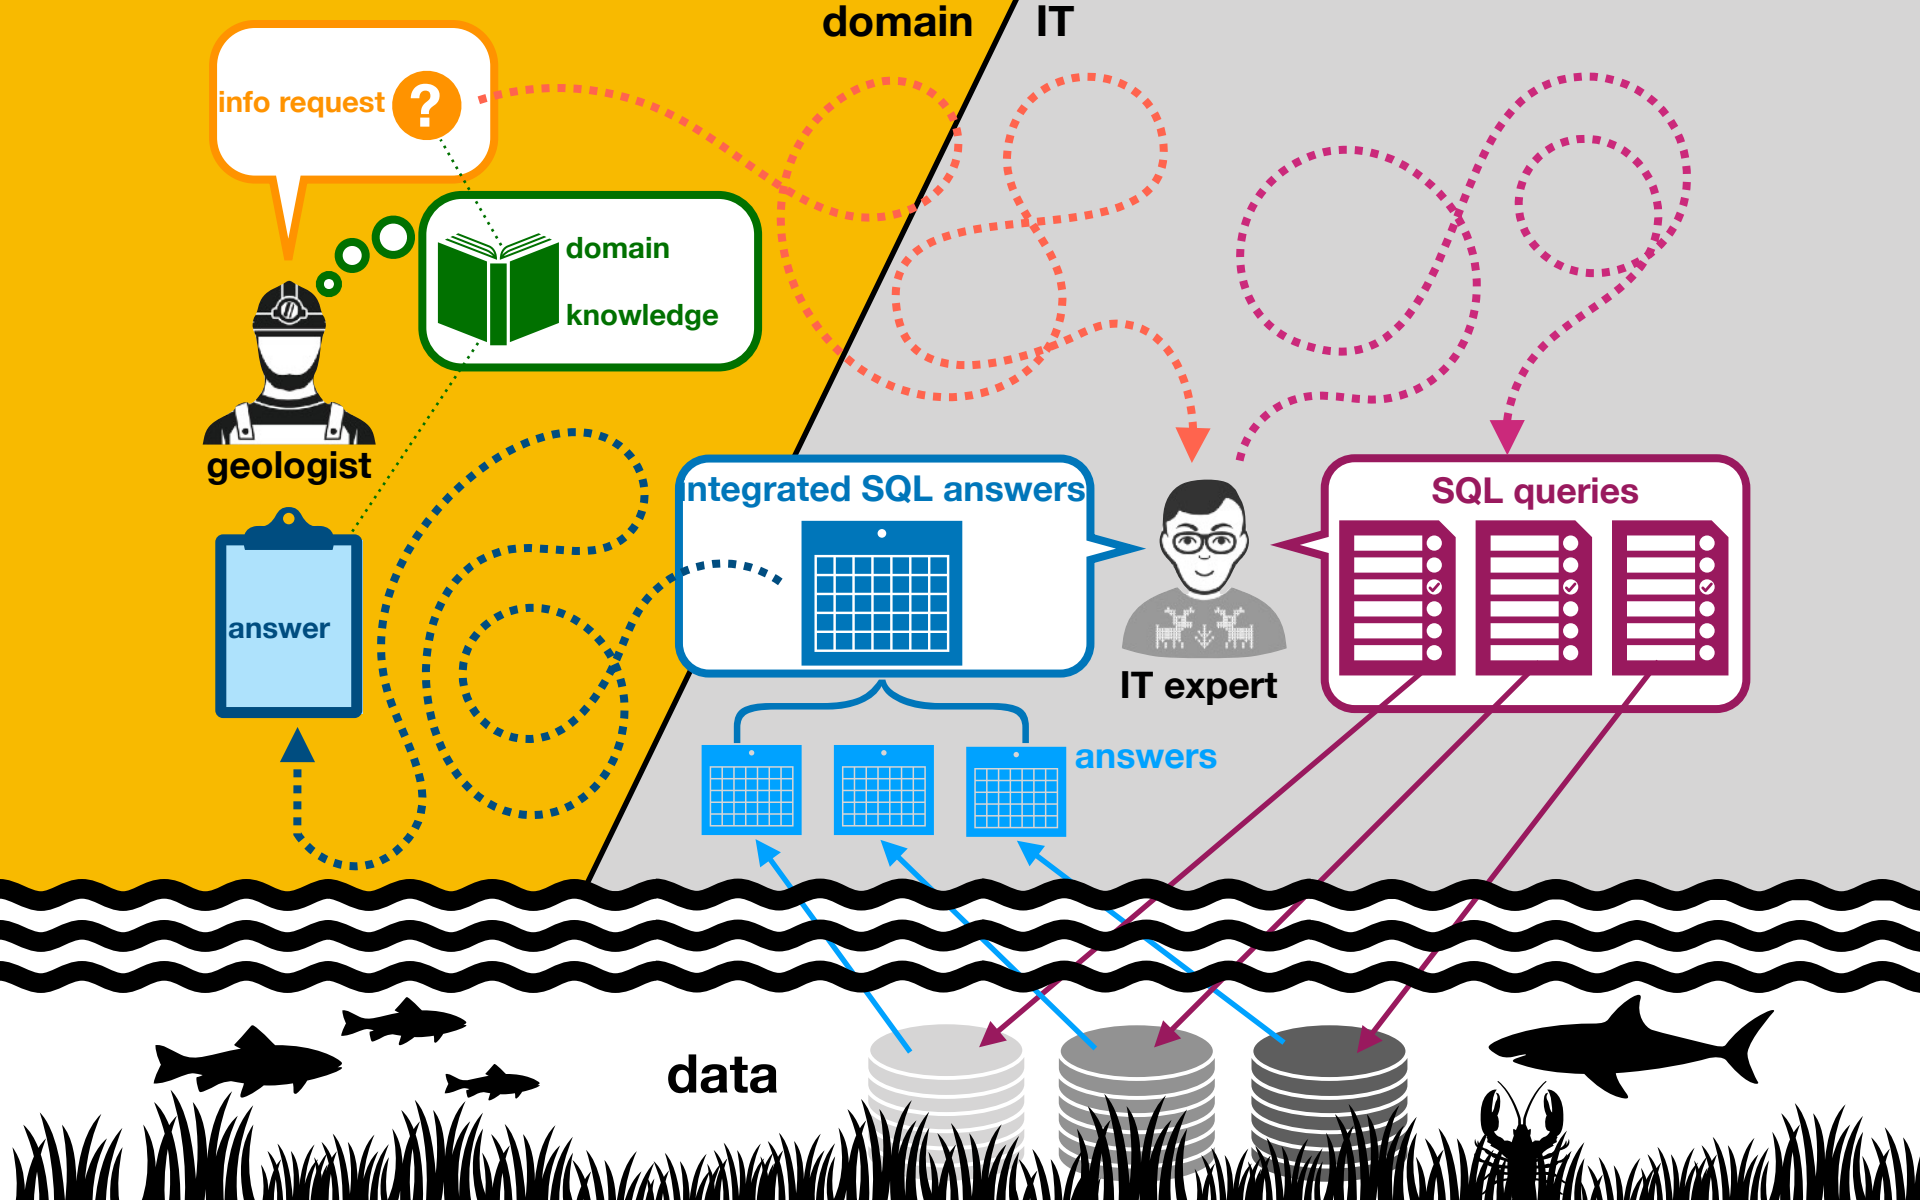 domain
IT
info request
?
domain
knowledge
geologist
integrated SQL answers
SQL queries
answer
IT expert
answers
data